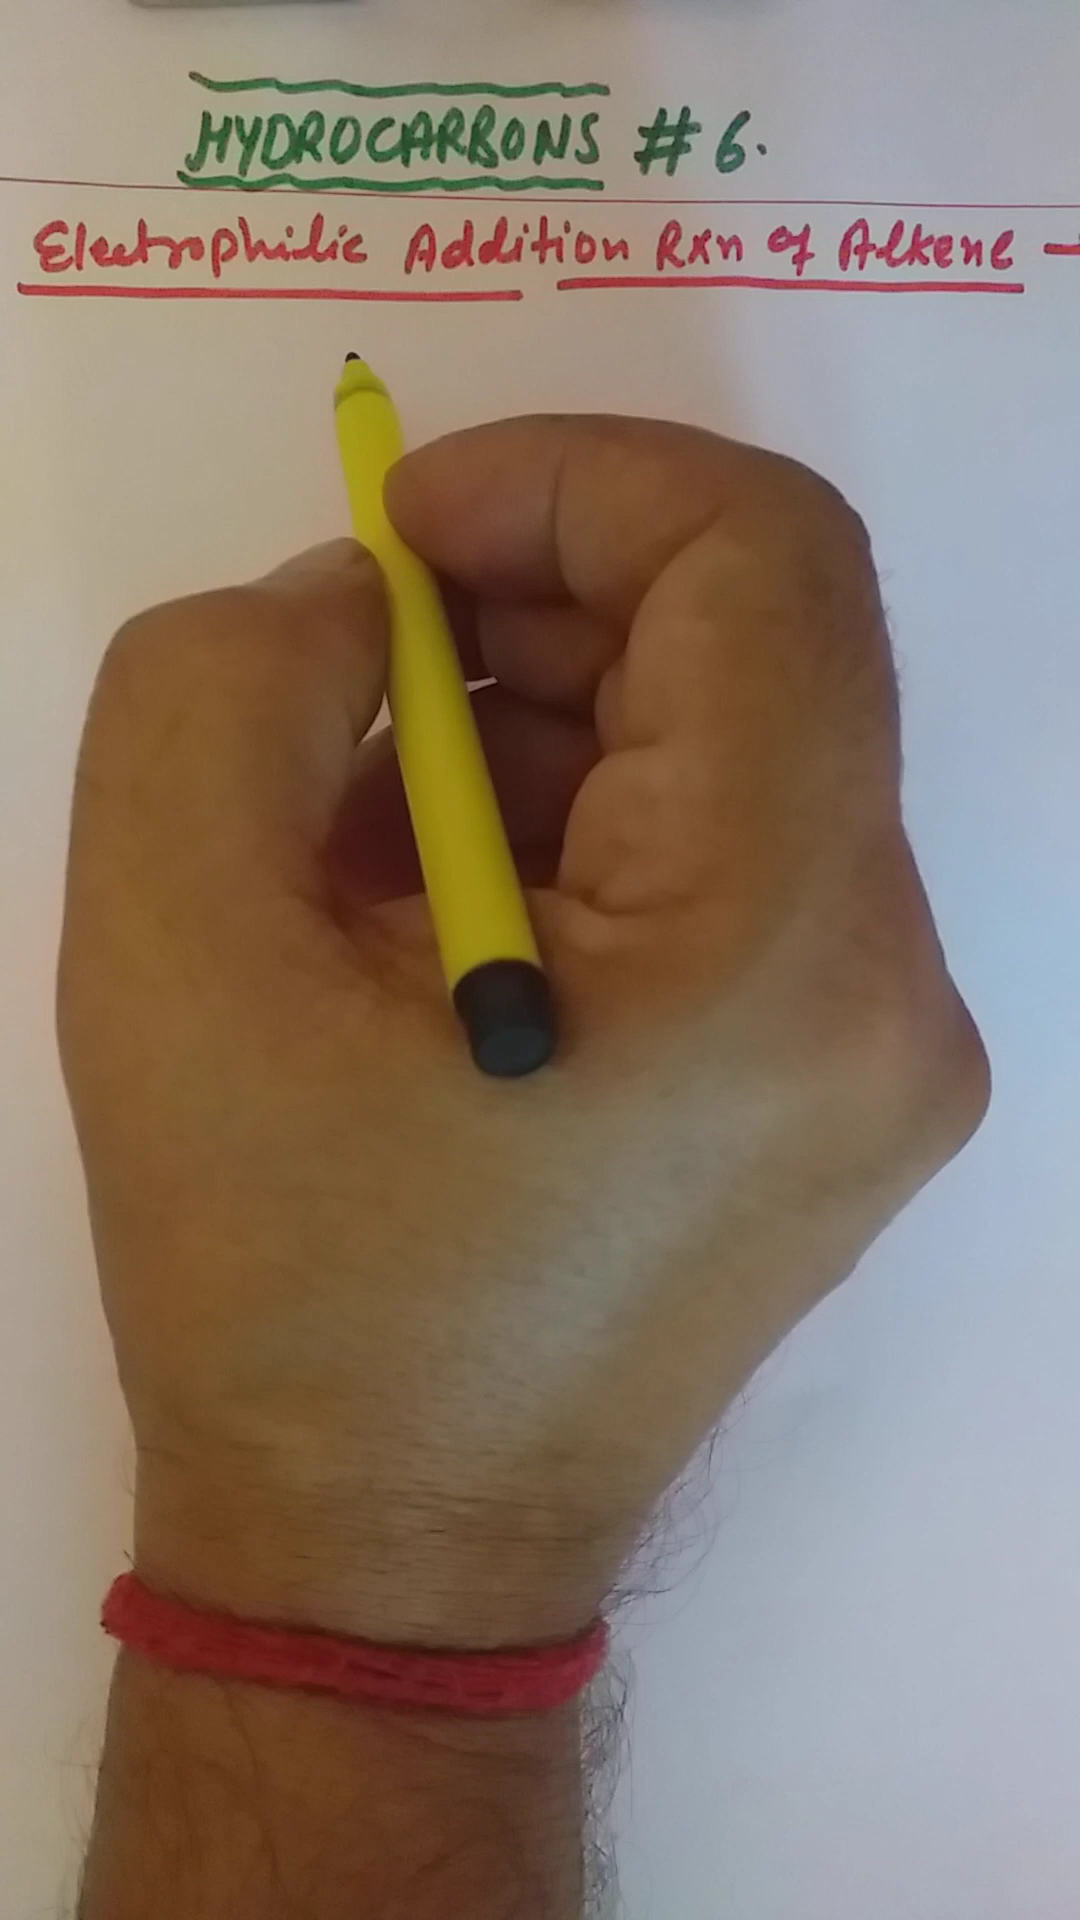 HYDROCARBONS #6.
Electrophilic Addition Rxn of Alkene -